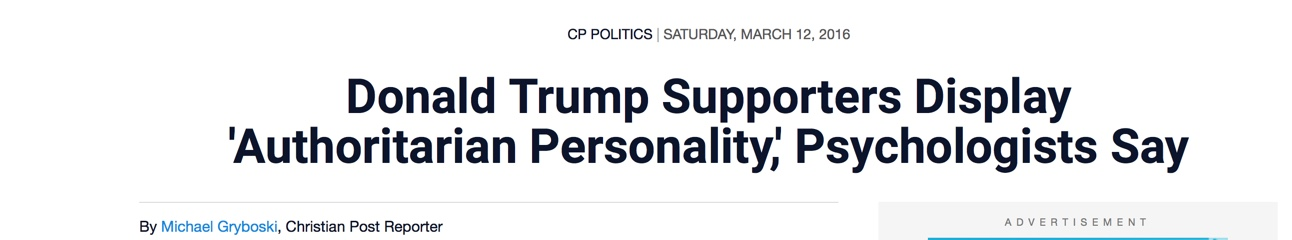 CP POLITICS | SATURDAY, MARCH 12, 2016
Donald Trump Supporters Display
'Authoritarian Personality,' Psychologists Say
By Michael Gryboski, Christian Post Reporter
ADVERTISEMENT